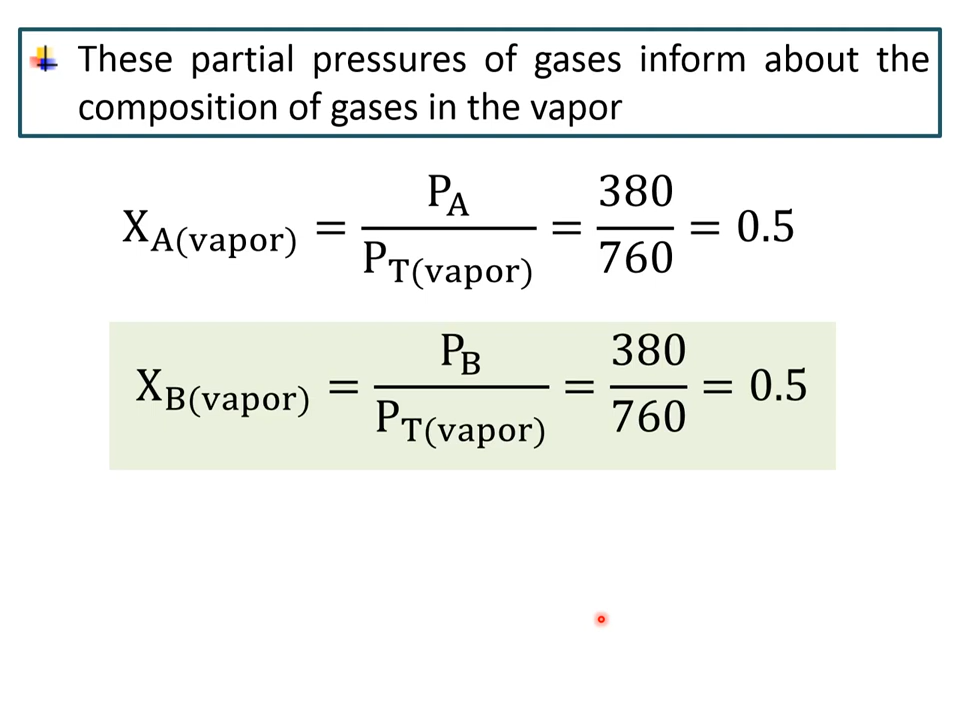 These partial pressures of gases inform about the
composition of gases in the vapor
X_A(vapor) = P_A / P_T(vapor) = 380 / 760 = 0.5
X_B(vapor) = P_B / P_T(vapor) = 380 / 760 = 0.5